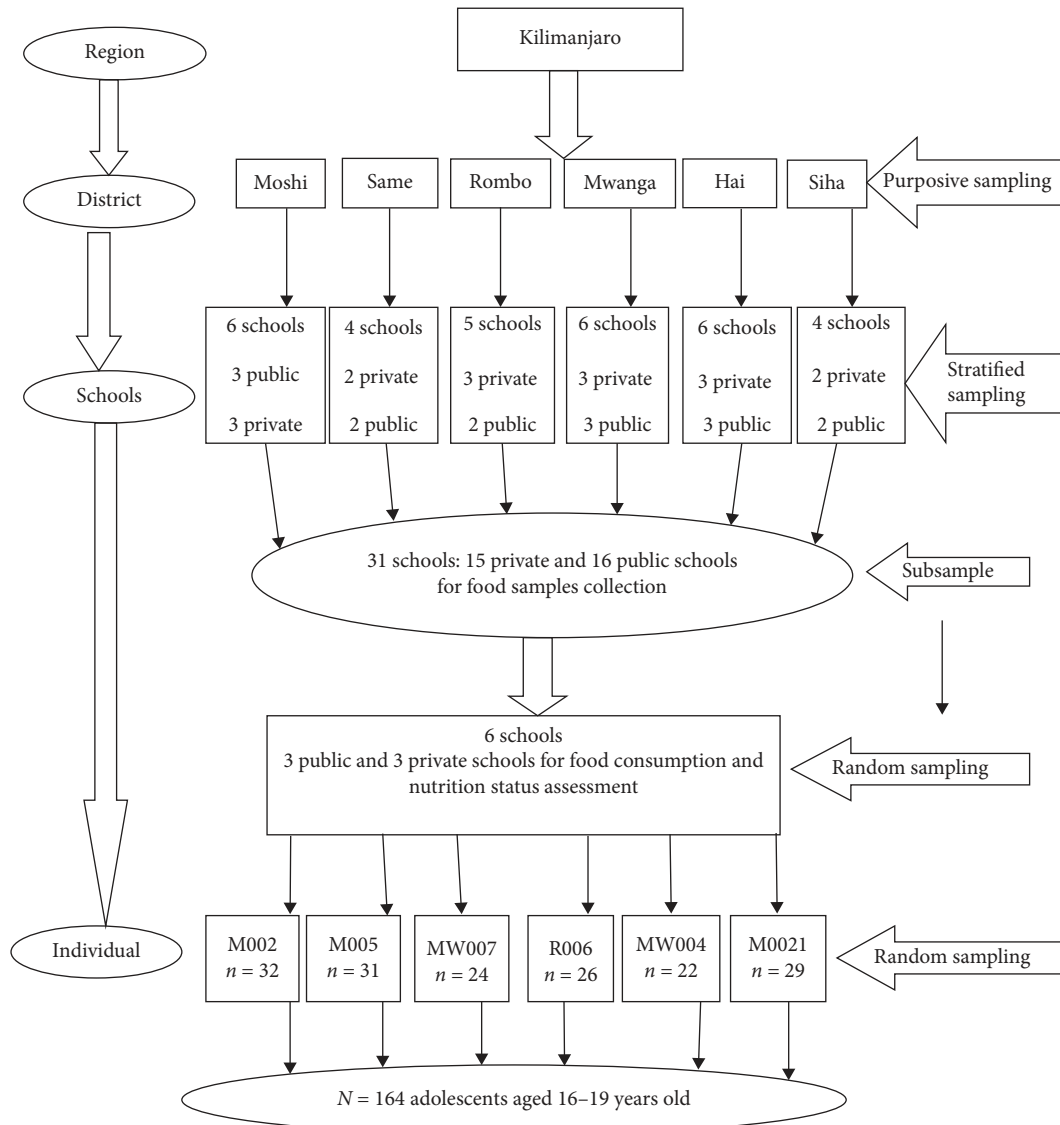 Region
Kilimanjaro
District
Moshi
Same
Rombo
Mwanga
Hai
Siha
Purposive sampling
Schools
6 schools
3 public
3 private
4 schools
2 private
2 public
5 schools
3 private
2 public
6 schools
3 private
3 public
6 schools
3 private
3 public
4 schools
2 private
2 public
Stratified
sampling
31 schools: 15 private and 16 public schools
for food samples collection
Subsample
6 schools
3 public and 3 private schools for food consumption and
nutrition status assessment
Random sampling
Individual
M002
n = 32
M005
n = 31
MW007
n = 24
R006
n = 26
MW004
n = 22
M0021
n = 29
Random sampling
N = 164 adolescents aged 16–19 years old